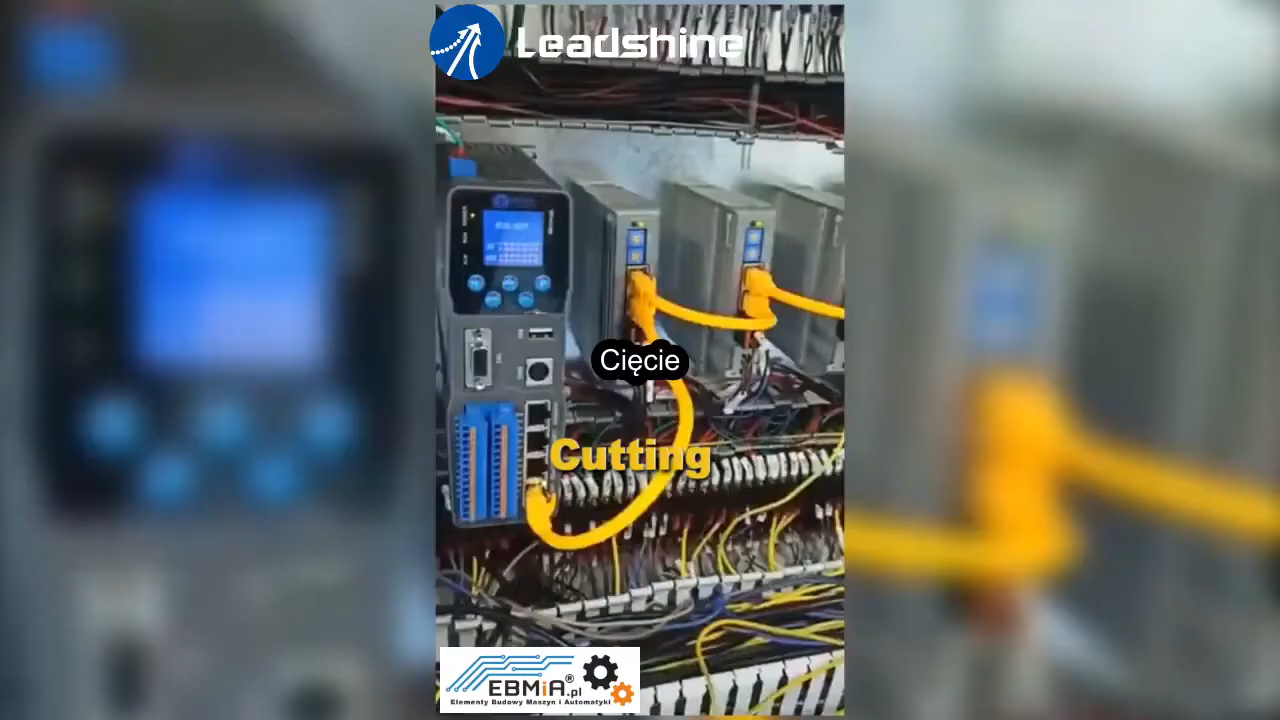 Leadshine
Cięcie
Cutting
EBMiA.pl®
Elementy Budowy Maszyn i Automatyki